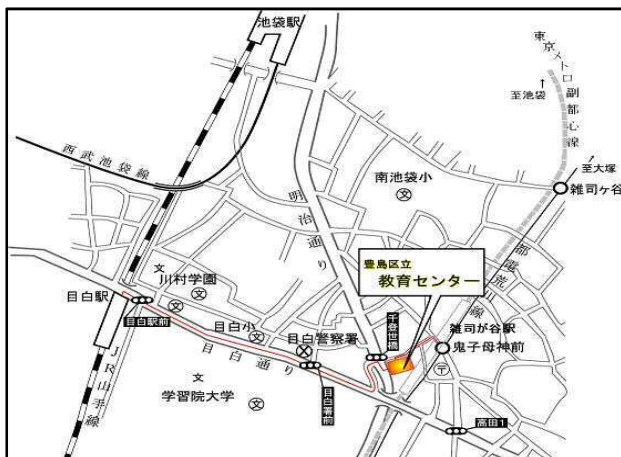 池袋駅
東京メトロ副都心線
至池袋
至大塚
西武池袋線
明治通り
南池袋小
文
雑司ヶ谷
都電荒川線
豊島区立
教育センター
文
川村学園
文
目白駅
目白駅前
目白小
文
目白警察署
千登世橋
雑司が谷駅
鬼子母神前
〒
目白通り
JR山手線
文
学習院大学
文
目白署前
高田1